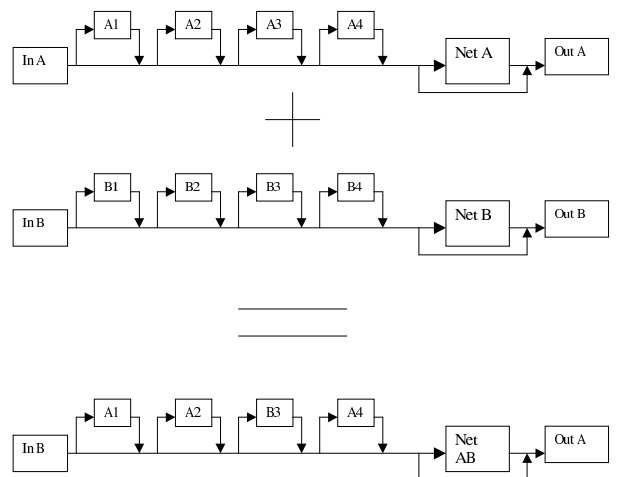 A1 A2 A3 A4
In A Net A Out A
B1 B2 B3 B4
In B Net B Out B
A1 A2 B3 A4
In B Net Out A
AB